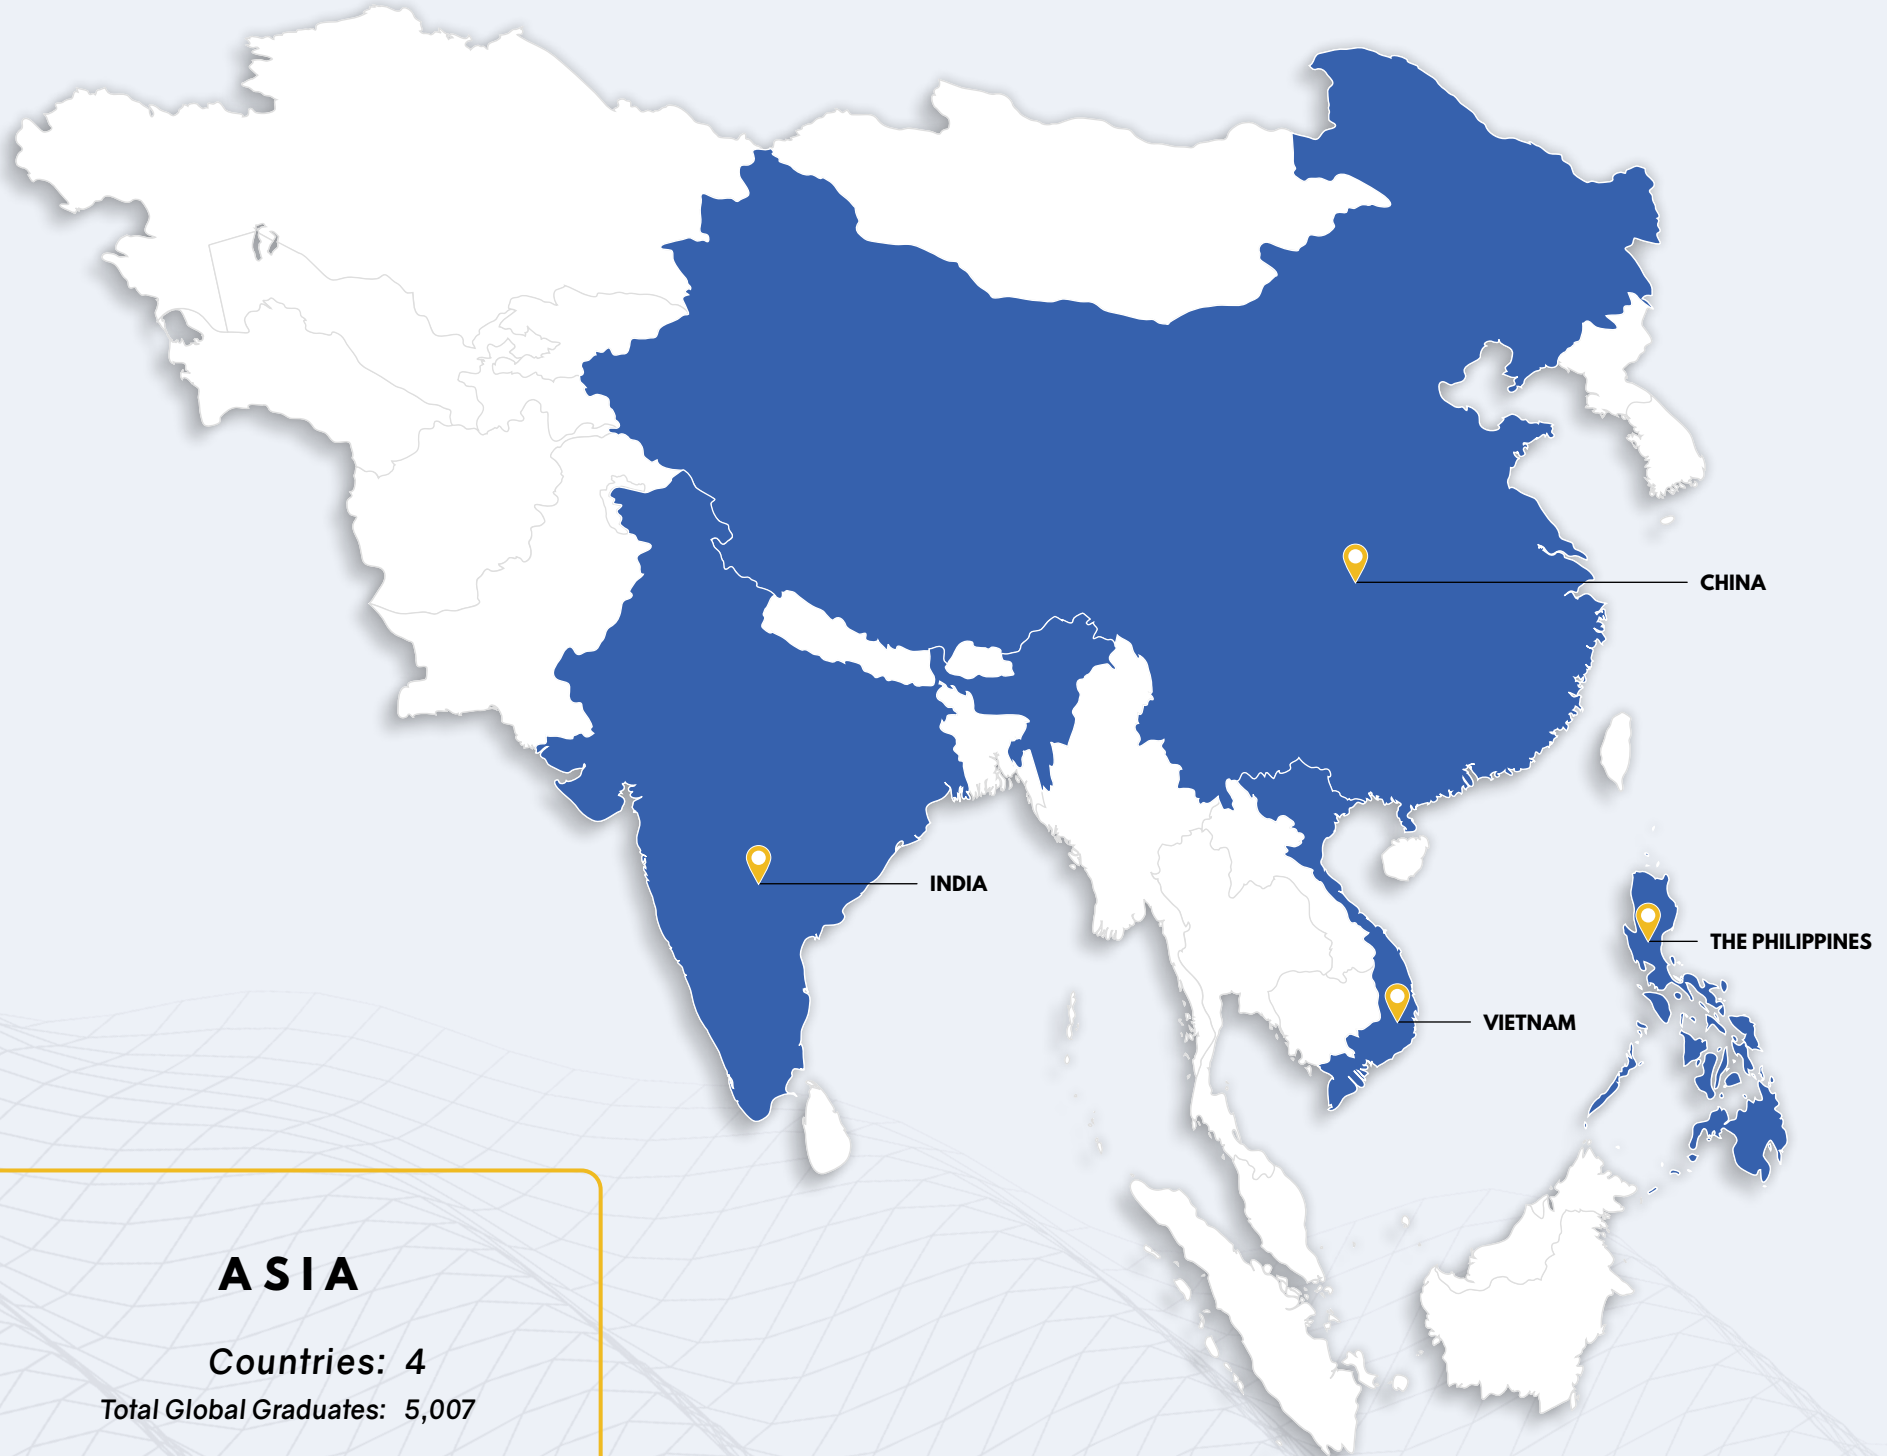 CHINA
INDIA
THE PHILIPPINES
VIETNAM
ASIA
Countries: 4
Total Global Graduates: 5,007